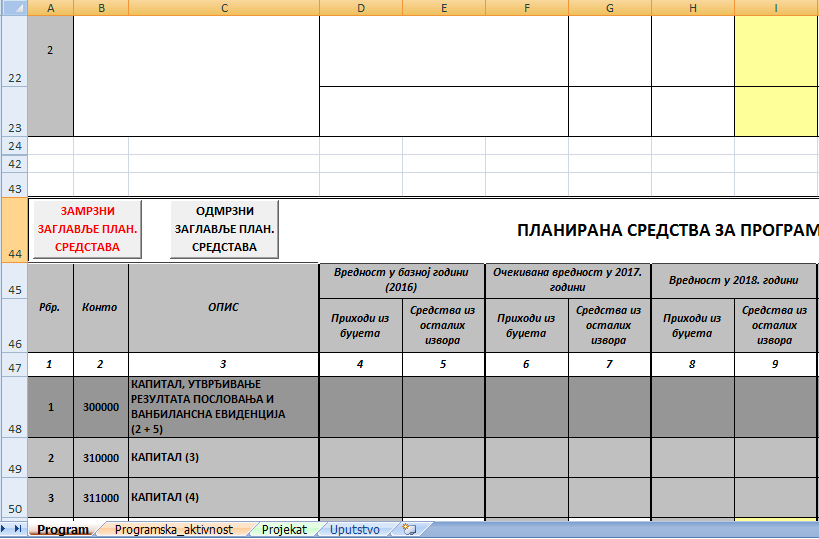 A B C D E F G H I
2
22
23
24
42
43
ЗАМРЗНИ
ЗАГЛАВЉЕ ПЛАН.
СРЕДСТАВА
ОДМРЗНИ
ЗАГЛАВЉЕ ПЛАН.
СРЕДСТАВА
ПЛАНИРАНА СРЕДСТВА ЗА ПРОГРАМ
44
Рбр.
Конто
ОПИС
Вредност у базној години
(2016)
Очекивана вредност у 2017.
години
Вредност у 2018. години
45
Приходи из
буџета
Средства из
осталих
извора
Приходи из
буџета
Средства из
осталих
извора
Приходи из
буџета
Средства из
осталих
извора
46
47 1 2 3 4 5 6 7 8 9
1 300000
КАПИТАЛ, УТВРЂИВАЊЕ
РЕЗУЛТАТА ПОСЛОВАЊА И
ВАНБИЛАНСНА ЕВИДЕНЦИЈА
(2 + 5)
48
2 310000 КАПИТАЛ (3)
49
3 311000 КАПИТАЛ (4)
50
Program Programska_aktivnost Projekat Uputstvo